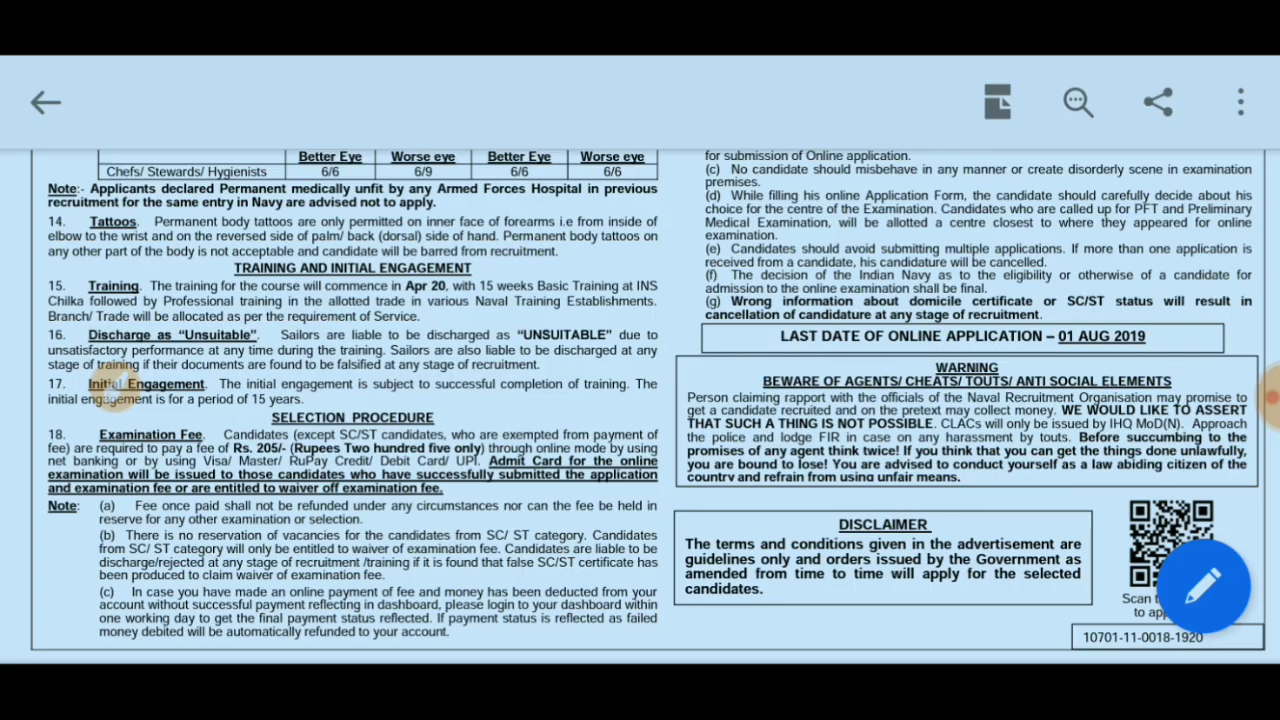 Better Eye Worse eye Better Eye Worse eye
Chefs/ Stewards/ Hygienists 6/6 6/9 6/6 6/6
Note:- Applicants declared Permanent medically unfit by any Armed Forces Hospital in previous
recruitment for the same entry in Navy are advised not to apply.
14. Tattoos. Permanent body tattoos are only permitted on inner face of forearms i.e from inside of
elbow to the wrist and on the reversed side of palm/ back (dorsal) side of hand. Permanent body tattoos on
any other part of the body is not acceptable and candidate will be barred from recruitment.
TRAINING AND INITIAL ENGAGEMENT
15. Training. The training for the course will commence in Apr 20, with 15 weeks Basic Training at INS
Chilka followed by Professional training in the allotted trade in various Naval Training Establishments.
Branch/ Trade will be allocated as per the requirement of Service.
16. Discharge as “Unsuitable”. Sailors are liable to be discharged as “UNSUITABLE” due to
unsatisfactory performance at any time during the training. Sailors are also liable to be discharged at any
stage of training if their documents are found to be falsified at any stage of recruitment.
17. Initial Engagement. The initial engagement is subject to successful completion of training. The
initial engagement is for a period of 15 years.
SELECTION PROCEDURE
18. Examination Fee. Candidates (except SC/ST candidates, who are exempted from payment of
fee) are required to pay a fee of Rs. 205/- (Rupees Two hundred five only) through online mode by using
net banking or by using Visa/ Master/ RuPay Credit/ Debit Card/ UPI. Admit Card for the online
examination will be issued to those candidates who have successfully submitted the application
and examination fee or are entitled to waiver off examination fee.
Note: (a) Fee once paid shall not be refunded under any circumstances nor can the fee be held in
reserve for any other examination or selection.
(b) There is no reservation of vacancies for the candidates from SC/ ST category. Candidates
from SC/ ST category will only be entitled to waiver of examination fee. Candidates are liable to be
discharge/rejected at any stage of recruitment /training if it is found that false SC/ST certificate has
been produced to claim waiver of examination fee.
(c) In case you have made an online payment of fee and money has been deducted from your
account without successful payment reflecting in dashboard, please login to your dashboard within
one working day to get the final payment status reflected. If payment status is reflected as failed
money debited will be automatically refunded to your account.
for submission of Online application.
(c) No candidate should misbehave in any manner or create disorderly scene in examination
premises.
(d) While filling his online Application Form, the candidate should carefully decide about his
choice for the centre of the Examination. Candidates who are called up for PFT and Preliminary
Medical Examination, will be allotted a centre closest to where they appeared for online
examination.
(e) Candidates should avoid submitting multiple applications. If more than one application is
received from a candidate, his candidature will be cancelled.
(f) The decision of the Indian Navy as to the eligibility or otherwise of a candidate for
admission to the online examination shall be final.
(g) Wrong information about domicile certificate or SC/ST status will result in
cancellation of candidature at any stage of recruitment.
LAST DATE OF ONLINE APPLICATION – 01 AUG 2019
WARNING
BEWARE OF AGENTS/ CHEATS/ TOUTS/ ANTI SOCIAL ELEMENTS
Person claiming rapport with the officials of the Naval Recruitment Organisation may promise to
get a candidate recruited and on the pretext may collect money. WE WOULD LIKE TO ASSERT
THAT SUCH A THING IS NOT POSSIBLE. CLACs will only be issued by IHQ MoD(N). Approach
the police and lodge FIR in case on any harassment by touts. Before succumbing to the
promises of any agent think twice! If you think that you can get the things done unlawfully,
you are bound to lose! You are advised to conduct yourself as a law abiding citizen of the
country and refrain from using unfair means.
DISCLAIMER
The terms and conditions given in the advertisement are
guidelines only and orders issued by the Government as
amended from time to time will apply for the selected
candidates.
Scan
to
10701-11-0018-1920